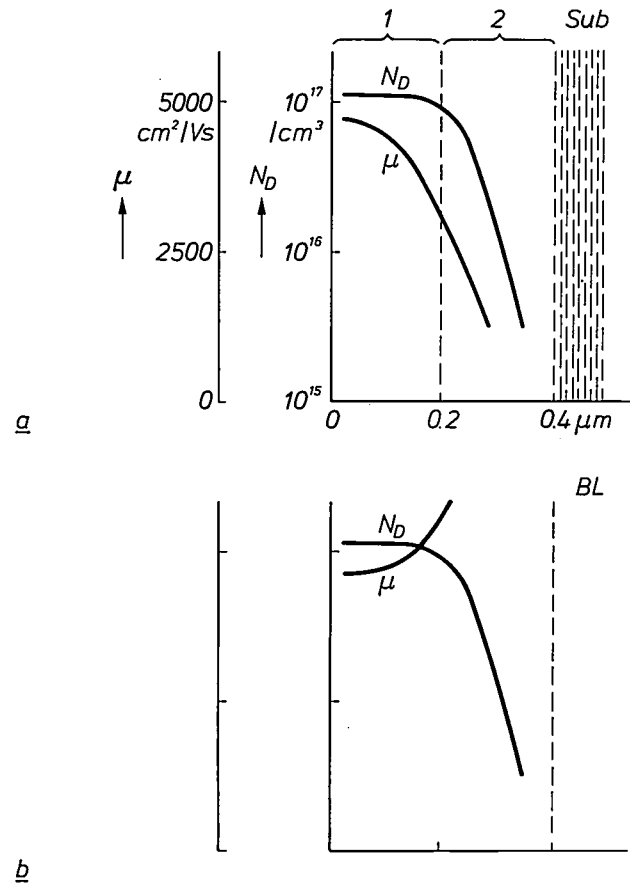 1 2 Sub
5000 10¹⁷
cm²/Vs /cm³
N_D
μ
μ N_D
2500 10¹⁶
0 10¹⁵
0 0.2 0.4 μm
a
BL
N_D
μ
b